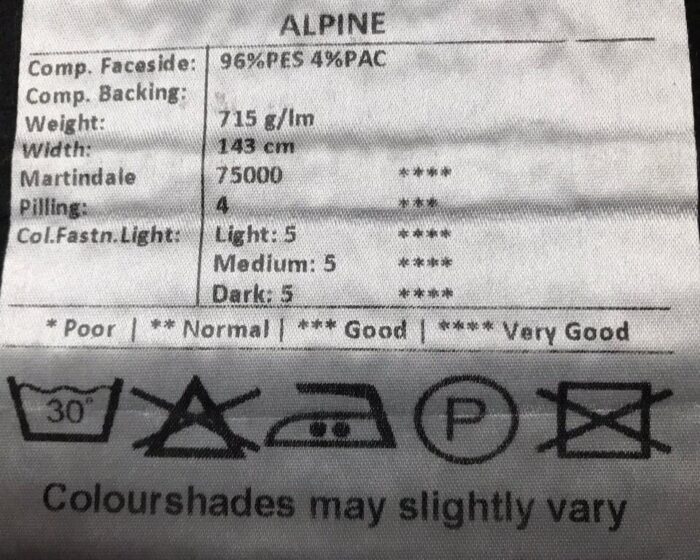 ALPINE
Comp. Faceside: 96%PES 4%PAC
Comp. Backing:
Weight: 715 g/lm
Width: 143 cm
Martindale 75000 ****
Pilling: 4 ***
Col.Fastn.Light: Light: 5 ****
Medium: 5 ****
Dark: 5 ****
* Poor | ** Normal | *** Good | **** Very Good
30° P
Colourshades may slightly vary